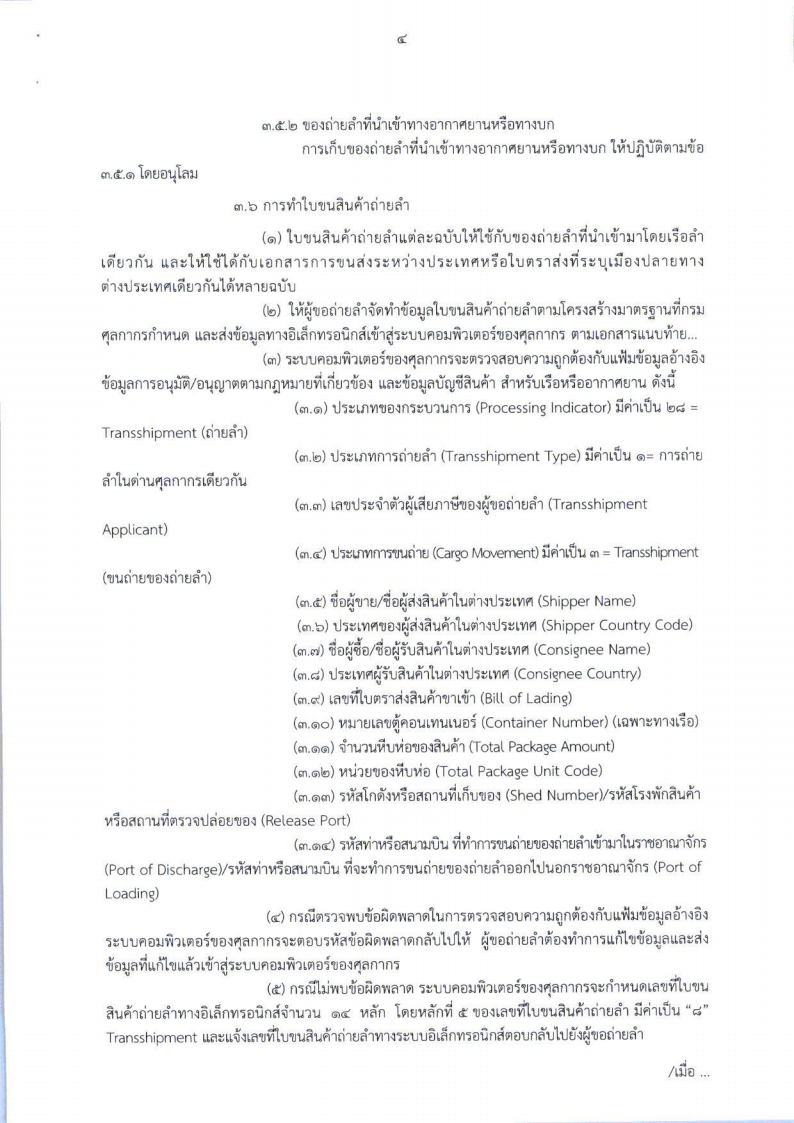 ๔
๓.๕.๒ ของถ่ายลำที่นำเข้าทางอากาศยานหรือทางบก
การเก็บของถ่ายลำที่นำเข้าทางอากาศยานหรือทางบก ให้ปฏิบัติตามข้อ
๓.๕.๑ โดยอนุโลม
๓.๖ การทำใบขนสินค้าถ่ายลำ
(๑) ใบขนสินค้าถ่ายลำแต่ละฉบับให้ใช้กับของถ่ายลำที่นำเข้ามาโดยเรือลำ
เดียวกัน และให้ใช้ได้กับเอกสารการขนส่งระหว่างประเทศหรือใบตราส่งที่ระบุเมืองปลายทาง
ต่างประเทศเดียวกันได้หลายฉบับ
(๒) ให้ผู้ขอถ่ายลำจัดทำข้อมูลใบขนสินค้าถ่ายลำตามโครงสร้างมาตรฐานที่กรม
ศุลกากรกำหนด และส่งข้อมูลทางอิเล็กทรอนิกส์เข้าสู่ระบบคอมพิวเตอร์ของศุลกากร ตามเอกสารแนบท้าย...
(๓) ระบบคอมพิวเตอร์ของศุลกากรจะตรวจสอบความถูกต้องกับแฟ้มข้อมูลอ้างอิง
ข้อมูลการอนุมัติ/อนุญาตตามกฎหมายที่เกี่ยวข้อง และข้อมูลบัญชีสินค้า สำหรับเรือหรืออากาศยาน ดังนี้
(๓.๑) ประเภทของกระบวนการ (Processing Indicator) มีค่าเป็น ๒๘ =
Transshipment (ถ่ายลำ)
(๓.๒) ประเภทการถ่ายลำ (Transshipment Type) มีค่าเป็น ๑= การถ่าย
ลำในด่านศุลกากรเดียวกัน
(๓.๓) เลขประจำตัวผู้เสียภาษีของผู้ขอถ่ายลำ (Transshipment
Applicant)
(๓.๔) ประเภทการขนถ่าย (Cargo Movement) มีค่าเป็น ๓ = Transshipment
(ขนถ่ายของถ่ายลำ)
(๓.๕) ชื่อผู้ขาย/ชื่อผู้ส่งสินค้าในต่างประเทศ (Shipper Name)
(๓.๖) ประเทศของผู้ส่งสินค้าในต่างประเทศ (Shipper Country Code)
(๓.๗) ชื่อผู้ซื้อ/ชื่อผู้รับสินค้าในต่างประเทศ (Consignee Name)
(๓.๘) ประเทศผู้รับสินค้าในต่างประเทศ (Consignee Country)
(๓.๙) เลขที่ใบตราส่งสินค้าขาเข้า (Bill of Lading)
(๓.๑๐) หมายเลขตู้คอนเทนเนอร์ (Container Number) (เฉพาะทางเรือ)
(๓.๑๑) จำนวนหีบห่อของสินค้า (Total Package Amount)
(๓.๑๒) หน่วยของหีบห่อ (Total Package Unit Code)
(๓.๑๓) รหัสโกดังหรือสถานที่เก็บของ (Shed Number)/รหัสโรงพักสินค้า
หรือสถานที่ตรวจปล่อยของ (Release Port)
(๓.๑๔) รหัสท่าหรือสนามบิน ที่ทำการขนถ่ายของถ่ายลำเข้ามาในราชอาณาจักร
(Port of Discharge)/รหัสท่าหรือสนามบิน ที่จะทำการขนถ่ายของถ่ายลำออกไปนอกราชอาณาจักร (Port of
Loading)
(๔) กรณีตรวจพบข้อผิดพลาดในการตรวจสอบความถูกต้องกับแฟ้มข้อมูลอ้างอิง
ระบบคอมพิวเตอร์ของศุลกากรจะตอบรหัสข้อผิดพลาดกลับไปให้ ผู้ขอถ่ายลำต้องทำการแก้ไขข้อมูลและส่ง
ข้อมูลที่แก้ไขแล้วเข้าสู่ระบบคอมพิวเตอร์ของศุลกากร
(๕) กรณีไม่พบข้อผิดพลาด ระบบคอมพิวเตอร์ของศุลกากรจะกำหนดเลขที่ใบขน
สินค้าถ่ายลำทางอิเล็กทรอนิกส์จำนวน ๑๔ หลัก โดยหลักที่ ๕ ของเลขที่ใบขนสินค้าถ่ายลำ มีค่าเป็น “๘”
Transshipment และแจ้งเลขที่ใบขนสินค้าถ่ายลำทางระบบอิเล็กทรอนิกส์ตอบกลับไปยังผู้ขอถ่ายลำ
/เมื่อ ...